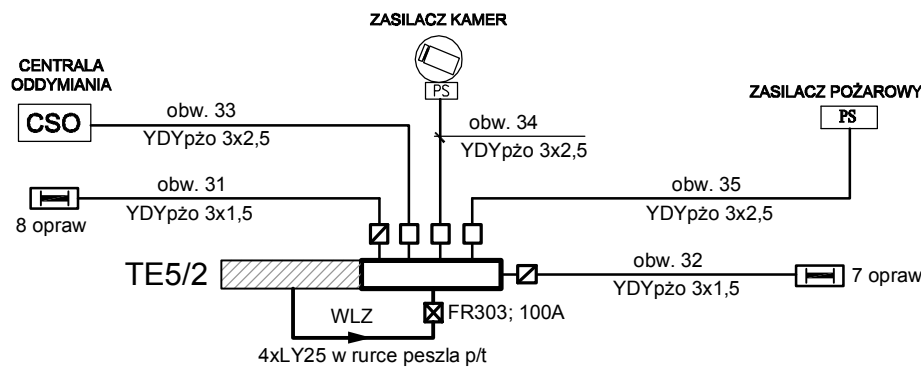 ZASILACZ KAMER
PS
CENTRALA
ODDYMIANIA
CSO
obw. 33
YDYpżo 3x2,5
obw. 34
YDYpżo 3x2,5
ZASILACZ POŻAROWY
PS
obw. 31
YDYpżo 3x1,5
8 opraw
obw. 35
YDYpżo 3x2,5
TE5/2
obw. 32
YDYpżo 3x1,5
7 opraw
WLZ
FR303; 100A
4xLY25 w rurce peszla p/t